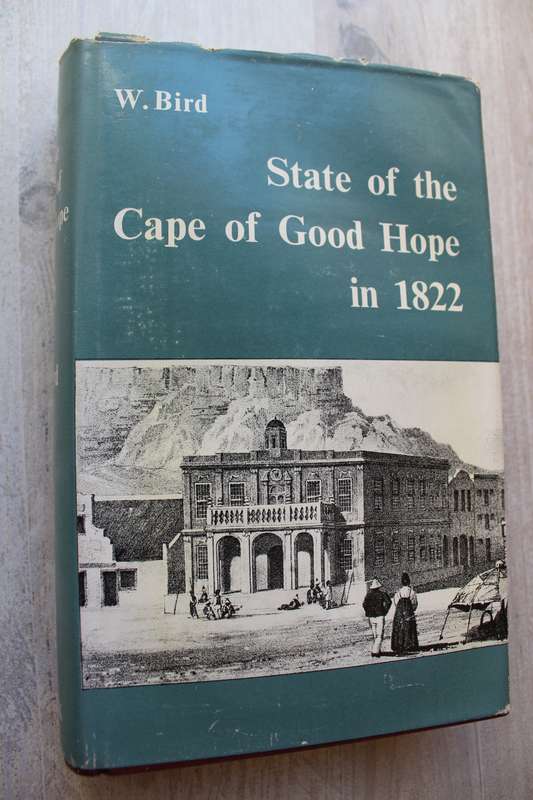 W. Bird
State of the
Cape of Good Hope
in 1822